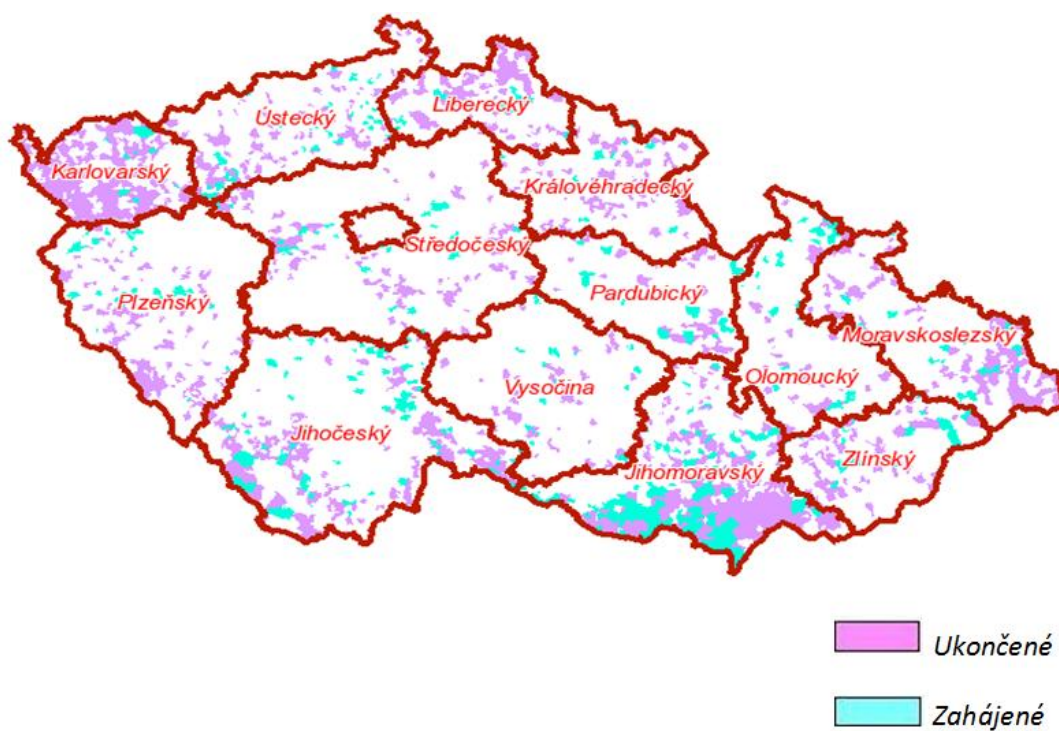 Liberecký
Ústecký
Karlovarský
Královéhradecký
Středočeský
Pardubický
Plzeňský
Moravskoslezský
Olomoucký
Vysočina
Jihočeský
Zlínský
Jihomoravský
Ukončené
Zahájené